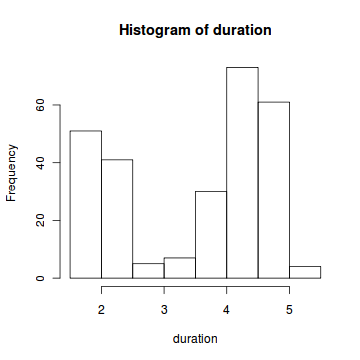 Histogram of duration
Frequency
60
40
20
0
2 3 4 5
duration